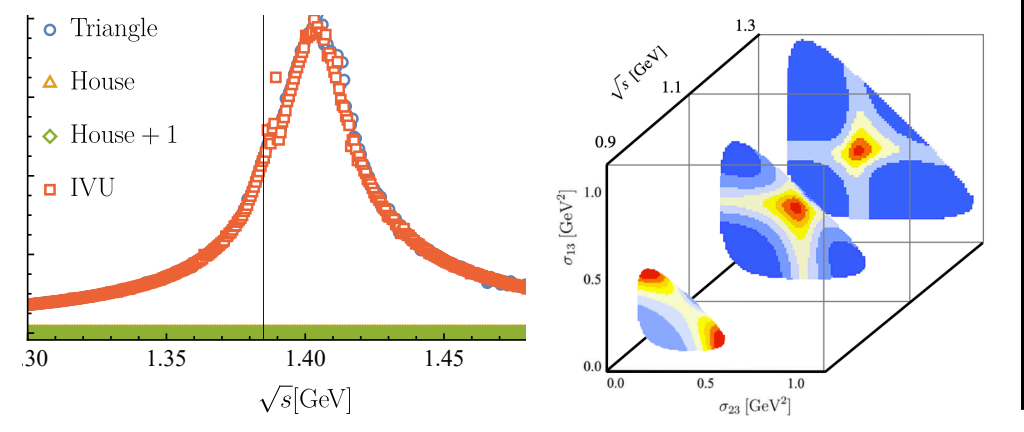 Triangle
House
House + 1
IVU
.30
1.35
1.40
1.45
√s[GeV]
1.3
√s [GeV]
1.1
0.9
1.0
σ13 [GeV²]
0.5
0.0
0.0
0.5
1.0
σ23 [GeV²]